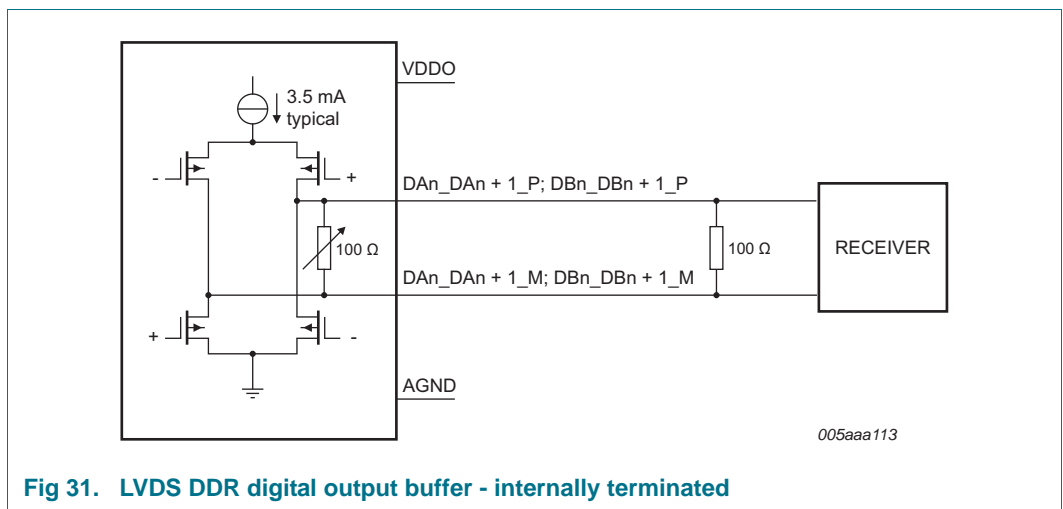 VDDO
3.5 mA
typical
-
+
DAn_DAn + 1_P; DBn_DBn + 1_P
100 Ω
100 Ω
RECEIVER
DAn_DAn + 1_M; DBn_DBn + 1_M
+
-
AGND
005aaa113
Fig 31. LVDS DDR digital output buffer - internally terminated